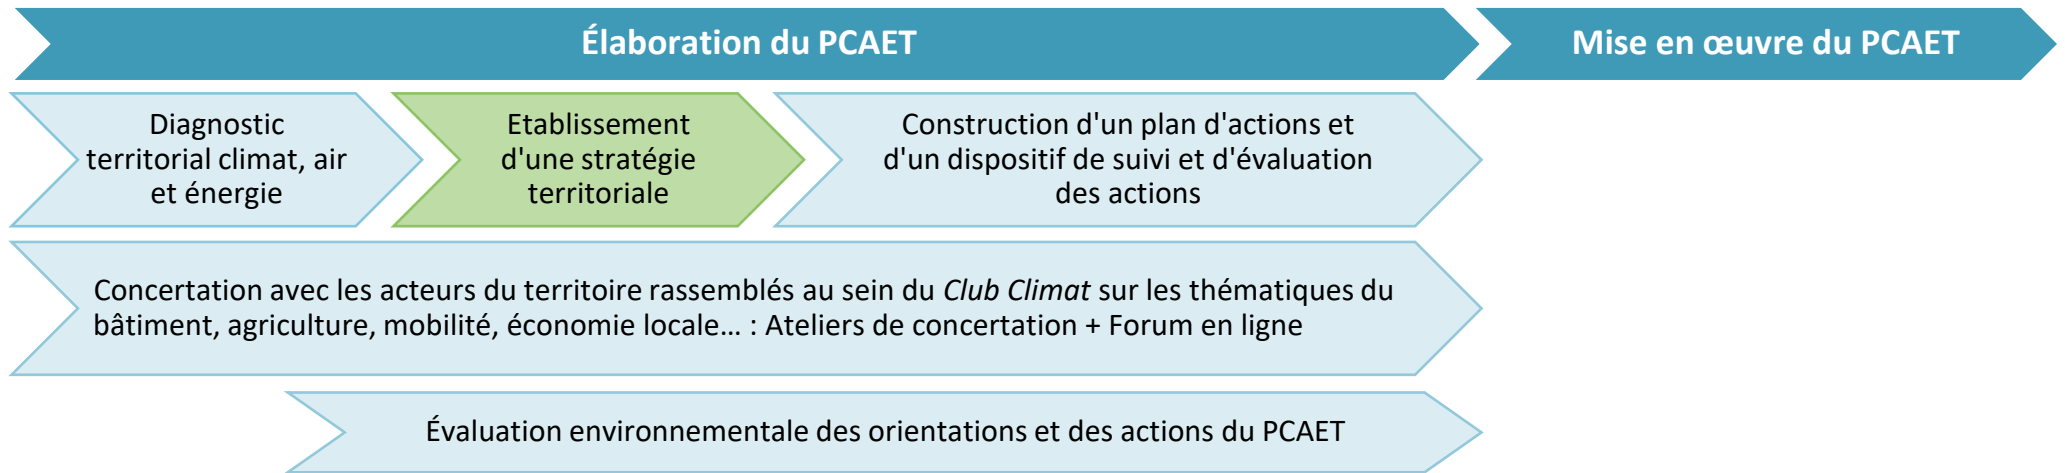 Élaboration du PCAET
Mise en œuvre du PCAET
Diagnostic
territorial climat, air
et énergie
Etablissement
d'une stratégie
territoriale
Construction d'un plan d'actions et
d'un dispositif de suivi et d'évaluation
des actions
Concertation avec les acteurs du territoire rassemblés au sein du Club Climat sur les thématiques du
bâtiment, agriculture, mobilité, économie locale… : Ateliers de concertation + Forum en ligne
Évaluation environnementale des orientations et des actions du PCAET